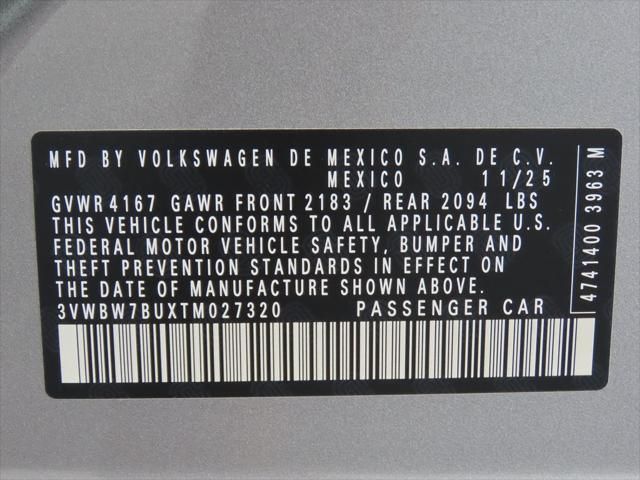 MFD BY VOLKSWAGEN DE MEXICO S.A. DE C.V.
MEXICO 11/25
GVWR 4167 GAWR FRONT 2183 / REAR 2094 LBS
THIS VEHICLE CONFORMS TO ALL APPLICABLE U.S.
FEDERAL MOTOR VEHICLE SAFETY, BUMPER AND
THEFT PREVENTION STANDARDS IN EFFECT ON
THE DATE OF MANUFACTURE SHOWN ABOVE.
3VWBW7BUXTM027320 PASSENGER CAR
4741400 3963 M